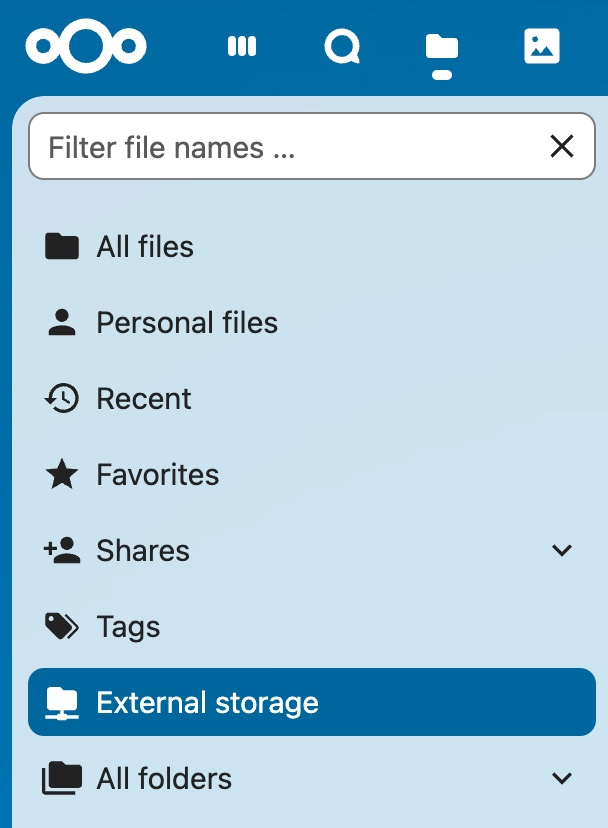 Filter file names ...
All files
Personal files
Recent
Favorites
Shares
Tags
External storage
All folders